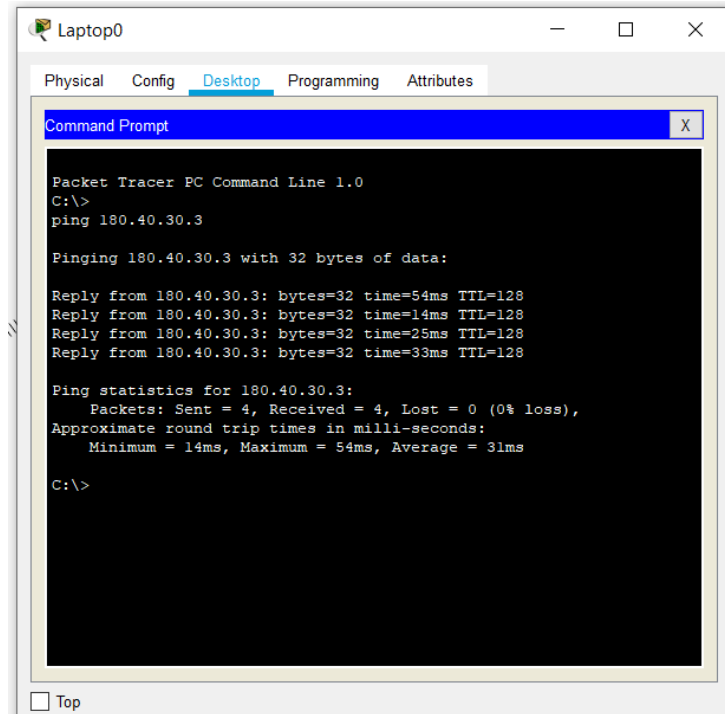 Laptop0
Physical Config Desktop Programming Attributes
Command Prompt X
Packet Tracer PC Command Line 1.0
C:\>
ping 180.40.30.3
Pinging 180.40.30.3 with 32 bytes of data:
Reply from 180.40.30.3: bytes=32 time=54ms TTL=128
Reply from 180.40.30.3: bytes=32 time=14ms TTL=128
Reply from 180.40.30.3: bytes=32 time=25ms TTL=128
Reply from 180.40.30.3: bytes=32 time=33ms TTL=128
Ping statistics for 180.40.30.3:
Packets: Sent = 4, Received = 4, Lost = 0 (0% loss),
Approximate round trip times in milli-seconds:
Minimum = 14ms, Maximum = 54ms, Average = 31ms
C:\>
Top